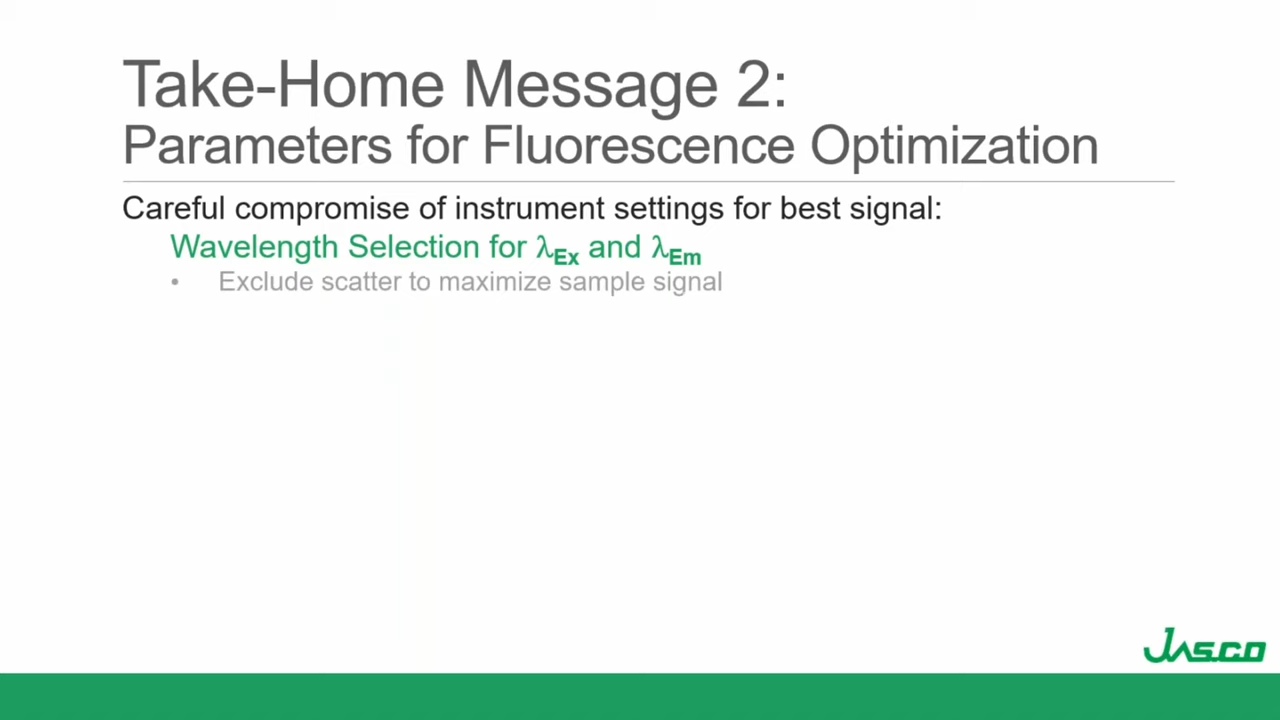 Take-Home Message 2:
Parameters for Fluorescence Optimization
Careful compromise of instrument settings for best signal:
Wavelength Selection for λEx and λEm
• Exclude scatter to maximize sample signal
JASCO